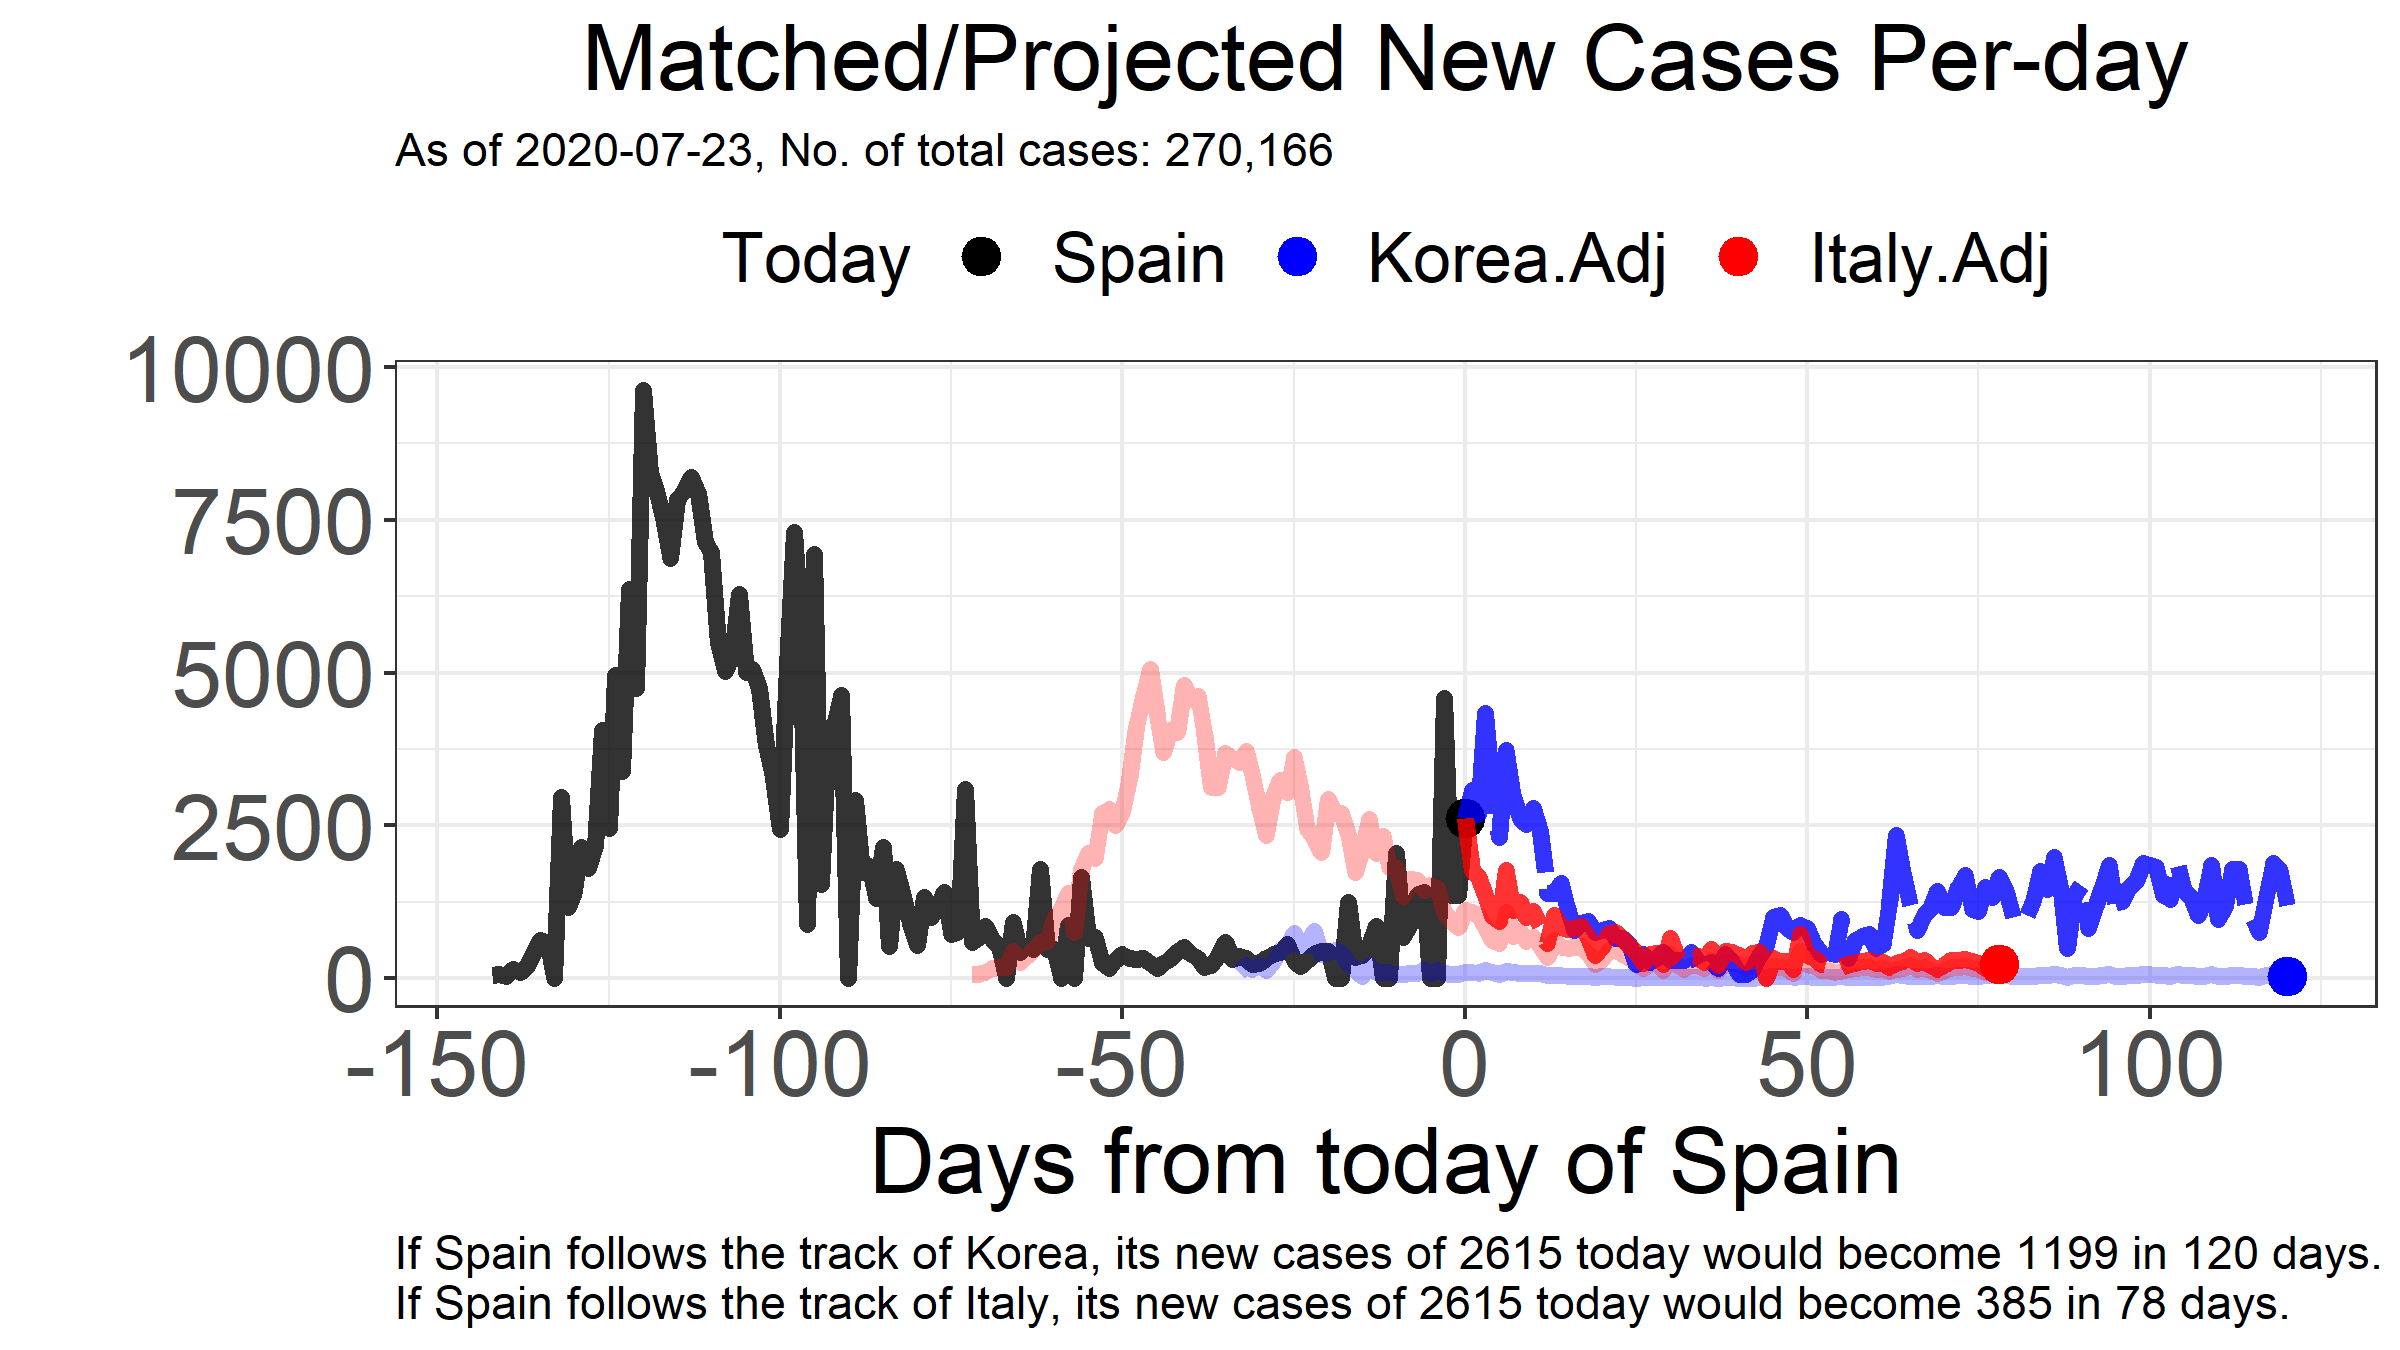 Matched/Projected New Cases Per-day
As of 2020-07-23, No. of total cases: 270,166
Today Spain Korea.Adj Italy.Adj
10000
7500
5000
2500
0
-150 -100 -50 0 50 100
Days from today of Spain
If Spain follows the track of Korea, its new cases of 2615 today would become 1199 in 120 days.
If Spain follows the track of Italy, its new cases of 2615 today would become 385 in 78 days.